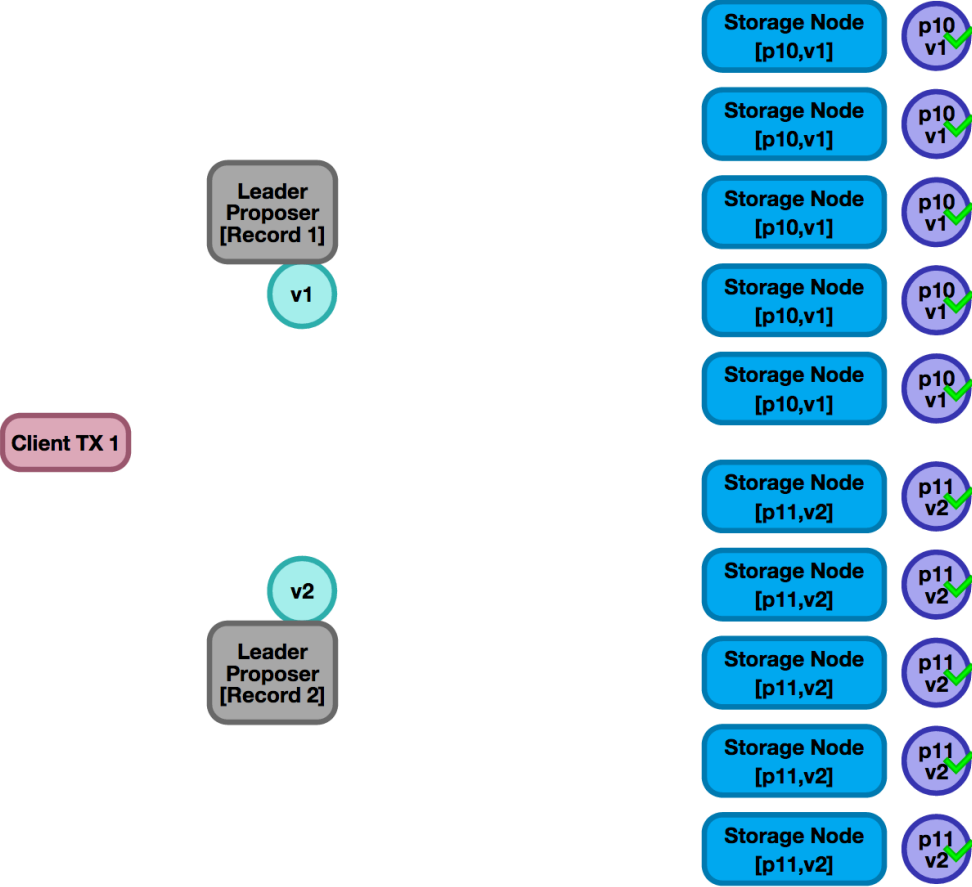 Storage Node
[p10,v1]
p10
v1
Storage Node
[p10,v1]
p10
v1
Leader
Proposer
[Record 1]
Storage Node
[p10,v1]
p10
v1
v1
Storage Node
[p10,v1]
p10
v1
Storage Node
[p10,v1]
p10
v1
Client TX 1
Storage Node
[p11,v2]
p11
v2
v2
Storage Node
[p11,v2]
p11
v2
Leader
Proposer
[Record 2]
Storage Node
[p11,v2]
p11
v2
Storage Node
[p11,v2]
p11
v2
Storage Node
[p11,v2]
p11
v2